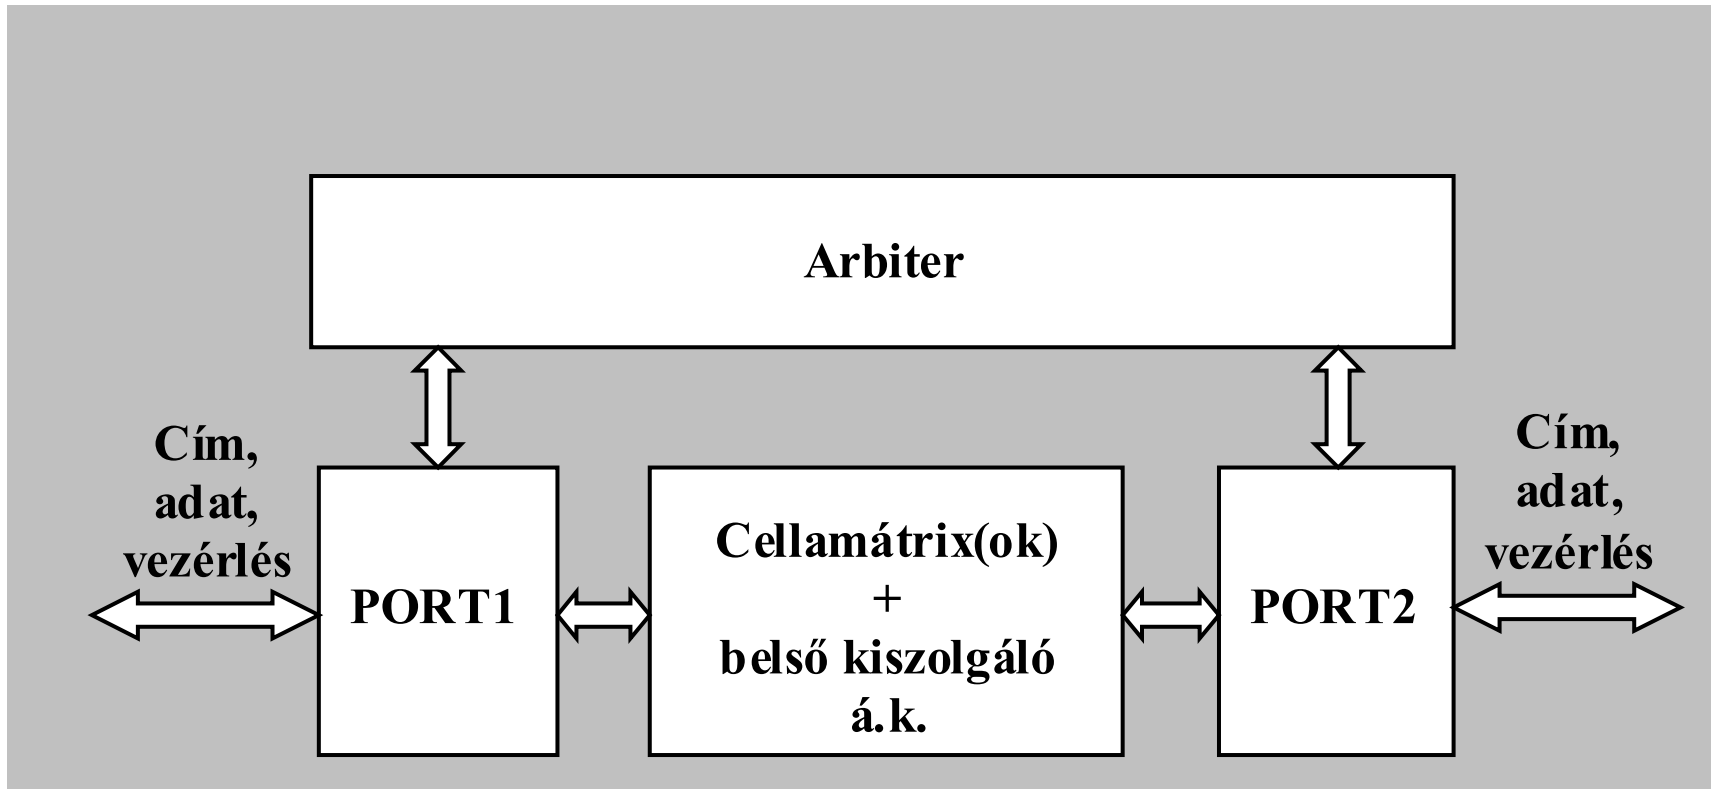 Arbiter
Cím,
adat,
vezérlés
PORT1
Cellamátrix(ok)
+
belső kiszolgáló
á.k.
PORT2
Cím,
adat,
vezérlés